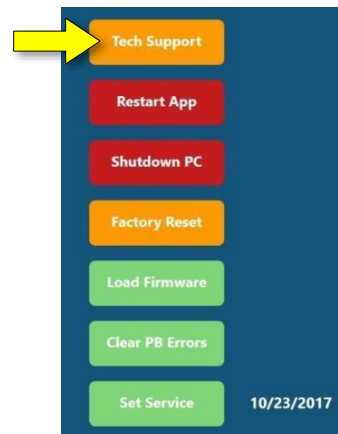 Tech Support
Restart App
Shutdown PC
Factory Reset
Load Firmware
Clear PB Errors
Set Service 10/23/2017